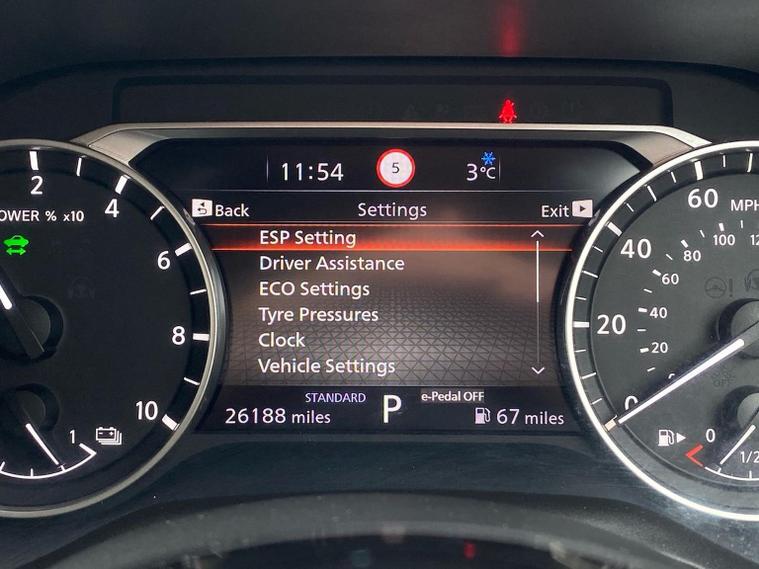 11:54
5
3°C
Back
Settings
Exit
ESP Setting
Driver Assistance
ECO Settings
Tyre Pressures
Clock
Vehicle Settings
STANDARD
e-Pedal OFF
26188 miles
P
67 miles
OWER % x10
2
4
6
8
10
1
MPH
60
40
20
0
100
80
60
40
20
0
1/2